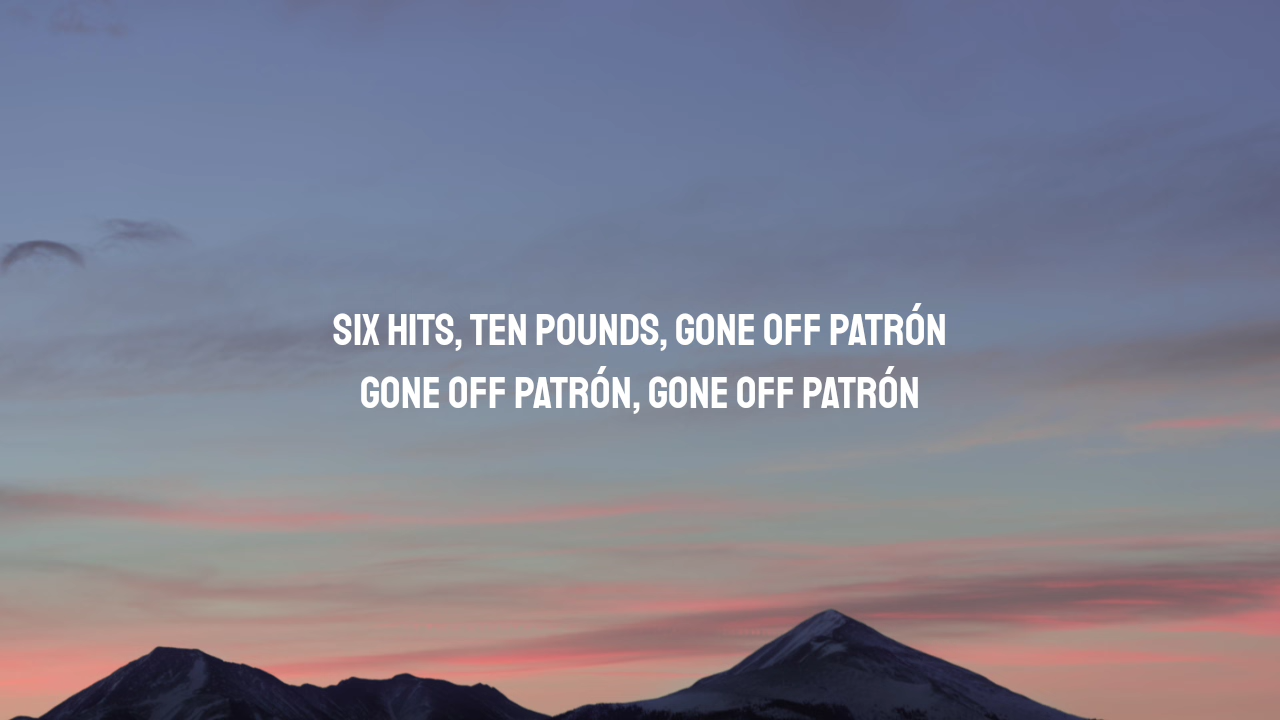 SIX HITS, TEN POUNDS, GONE OFF PATRÓN
GONE OFF PATRÓN, GONE OFF PATRÓN